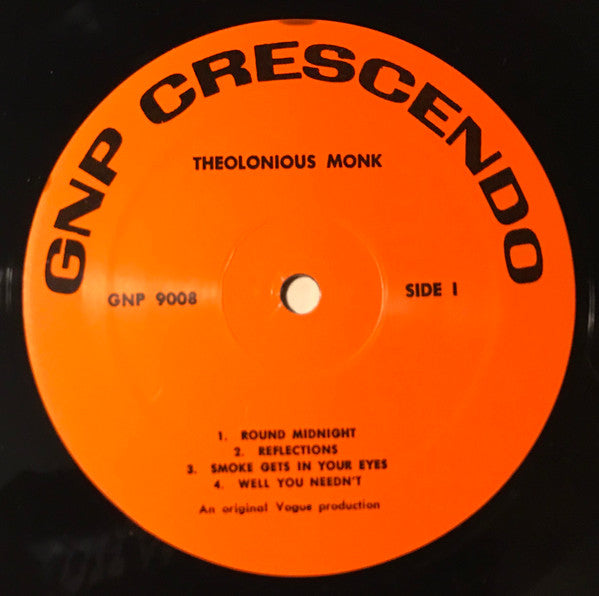 GNP CRESCENDO
THEOLONIOUS MONK
GNP 9008
SIDE I
1. ROUND MIDNIGHT
2. REFLECTIONS
3. SMOKE GETS IN YOUR EYES
4. WELL YOU NEEDN'T
An original Vogue production